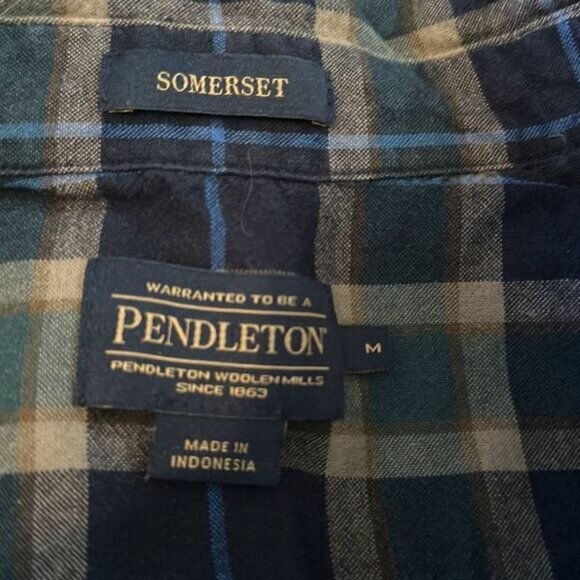 SOMERSET
WARRANTED TO BE A
PENDLETON
PENDLETON WOOLEN MILLS
SINCE 1863
M
MADE IN
INDONESIA